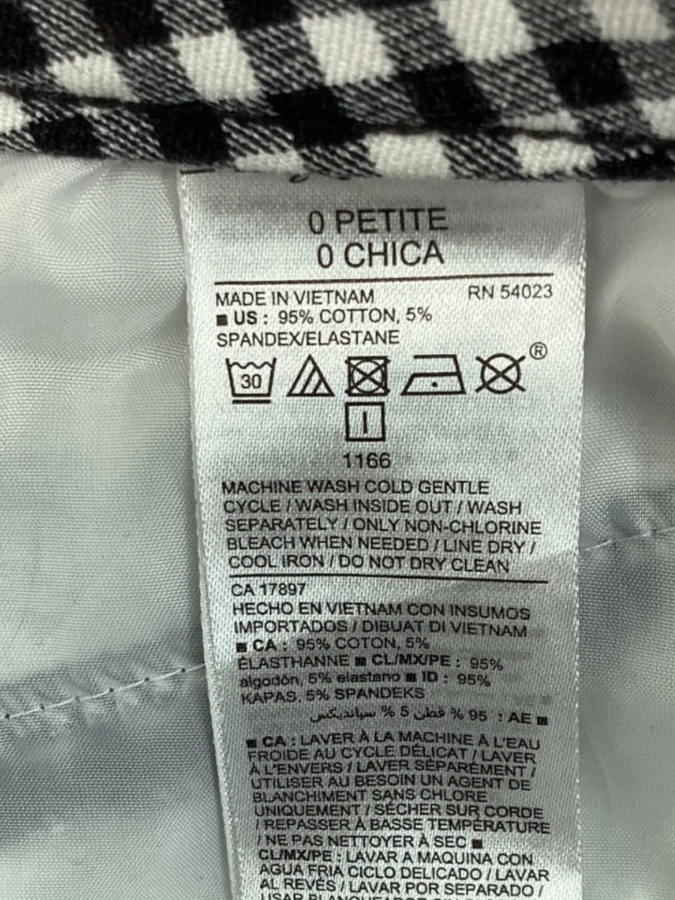 0 PETITE
0 CHICA
MADE IN VIETNAM RN 54023
■ US : 95% COTTON, 5%
SPANDEX/ELASTANE
30
®
1166
MACHINE WASH COLD GENTLE
CYCLE / WASH INSIDE OUT / WASH
SEPARATELY / ONLY NON-CHLORINE
BLEACH WHEN NEEDED / LINE DRY /
COOL IRON / DO NOT DRY CLEAN
CA 17897
HECHO EN VIETNAM CON INSUMOS
IMPORTADOS / DIBUAT DI VIETNAM
■ CA : 95% COTON, 5%
ÉLASTHANNE ■ CL/MX/PE : 95%
algodón, 5% elastano ■ ID : 95%
KAPAS, 5% SPANDEKS
■ AE : 95 % قطن 5 % سباندیكس
■ CA : LAVER À LA MACHINE À L'EAU
FROIDE AU CYCLE DÉLICAT / LAVER
À L'ENVERS / LAVER SÉPARÉMENT /
UTILISER AU BESOIN UN AGENT DE
BLANCHIMENT SANS CHLORE
UNIQUEMENT / SÉCHER SUR CORDE
/ REPASSER À BASSE TEMPÉRATURE
/ NE PAS NETTOYER À SEC ■
CL/MX/PE : LAVAR A MAQUINA CON
AGUA FRIA CICLO DELICADO / LAVAR
AL REVÉS / LAVAR POR SEPARADO /